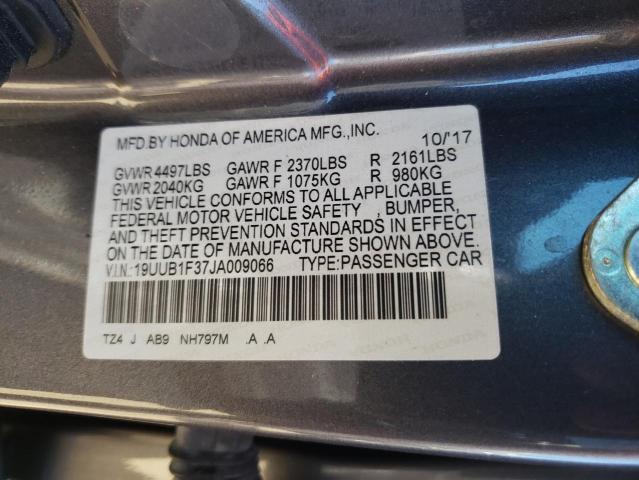 MFD.BY HONDA OF AMERICA MFG.,INC. 10/'17
GVWR 4497LBS GAWR F 2370LBS R 2161LBS
GVWR 2040KG GAWR F 1075KG R 980KG
THIS VEHICLE CONFORMS TO ALL APPLICABLE
FEDERAL MOTOR VEHICLE SAFETY , BUMPER,
AND THEFT PREVENTION STANDARDS IN EFFECT
ON THE DATE OF MANUFACTURE SHOWN ABOVE.
V.I.N.:19UUB1F37JA009066 TYPE:PASSENGER CAR
TZ4 J AB9 NH797M .A .A